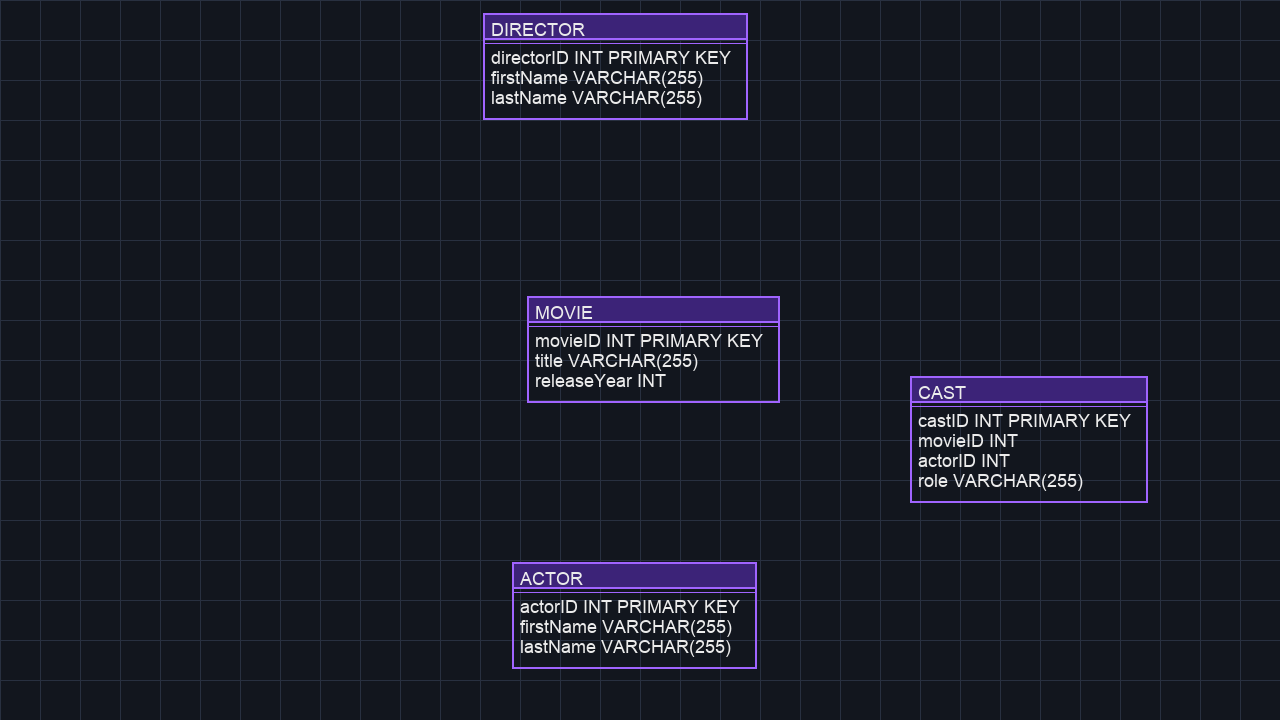 DIRECTOR
directorID INT PRIMARY KEY
firstName VARCHAR(255)
lastName VARCHAR(255)
MOVIE
movieID INT PRIMARY KEY
title VARCHAR(255)
releaseYear INT
CAST
castID INT PRIMARY KEY
movieID INT
actorID INT
role VARCHAR(255)
ACTOR
actorID INT PRIMARY KEY
firstName VARCHAR(255)
lastName VARCHAR(255)